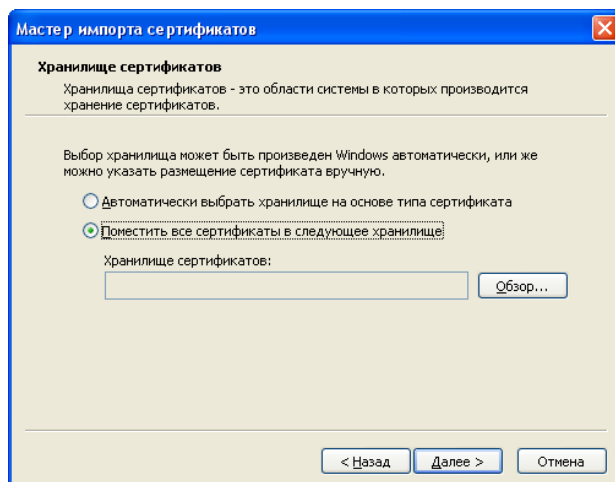 Мастер импорта сертификатов
Хранилище сертификатов
Хранилища сертификатов - это области системы в которых производится
хранение сертификатов.
Выбор хранилища может быть произведен Windows автоматически, или же
можно указать размещение сертификата вручную.
Автоматически выбрать хранилище на основе типа сертификата
Поместить все сертификаты в следующее хранилище
Хранилище сертификатов:
Обзор...
< Назад Далее > Отмена